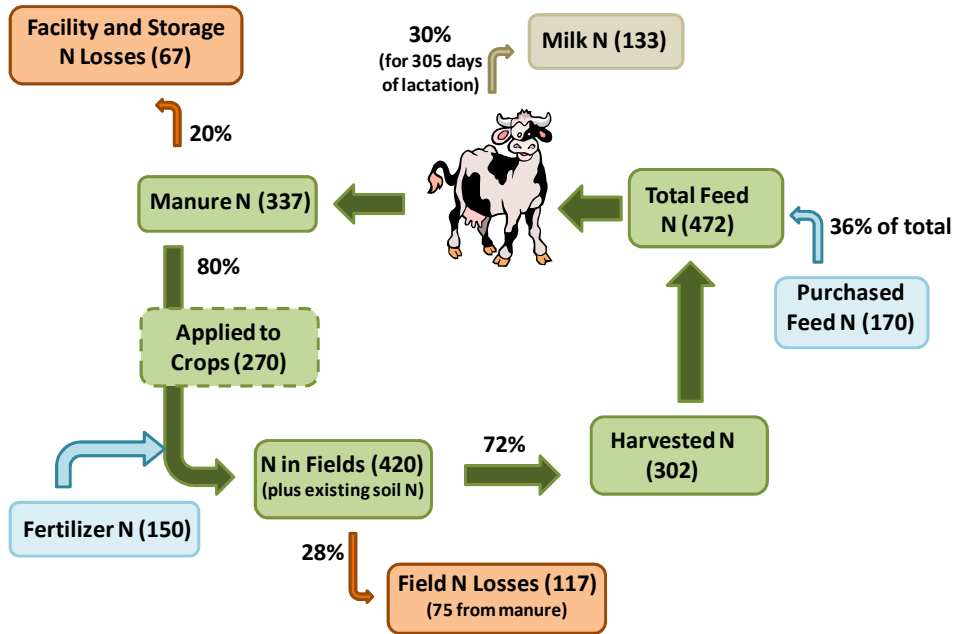 Facility and Storage
N Losses (67)
30%
(for 305 days
of lactation)
Milk N (133)
20%
Manure N (337)
Total Feed
N (472)
36% of total
80%
Purchased
Feed N (170)
Applied to
Crops (270)
72%
Harvested N
(302)
N in Fields (420)
(plus existing soil N)
Fertilizer N (150)
28%
Field N Losses (117)
(75 from manure)